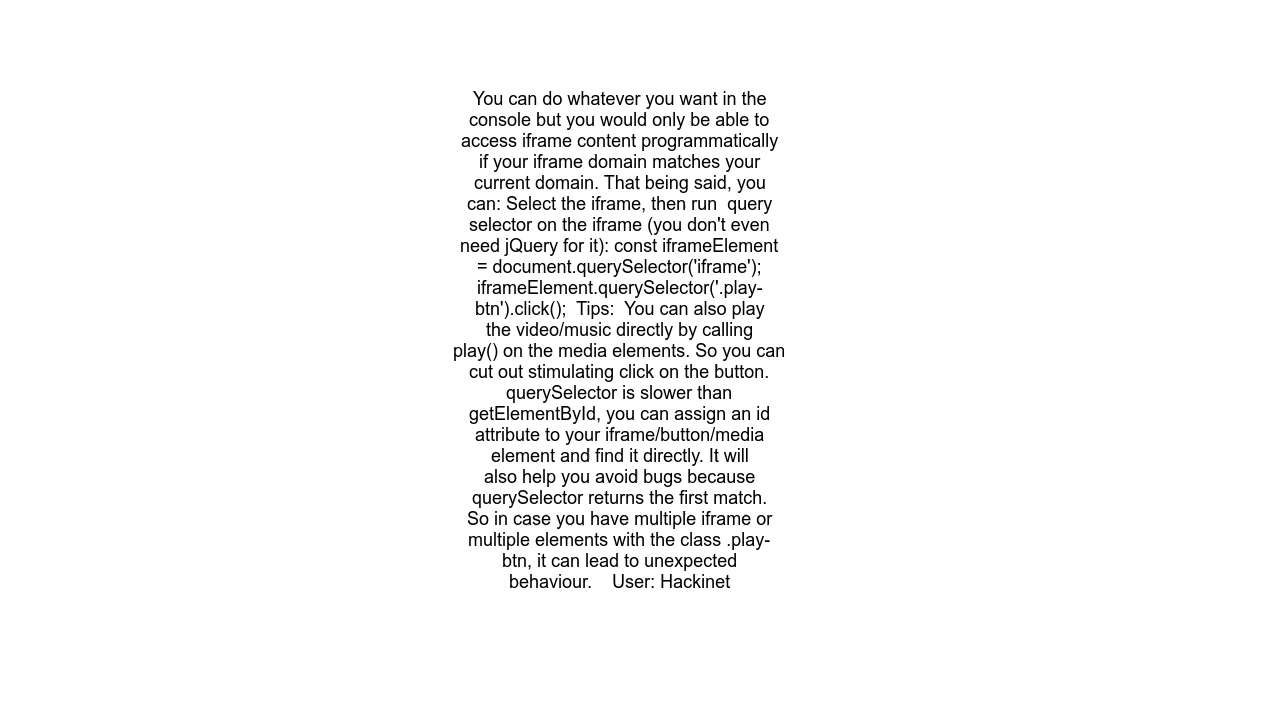 You can do whatever you want in the
console but you would only be able to
access iframe content programmatically
if your iframe domain matches your
current domain. That being said, you
can: Select the iframe, then run  query
selector on the iframe (you don't even
need jQuery for it): const iframeElement
= document.querySelector('iframe');
iframeElement.querySelector('.play-
btn').click();  Tips:  You can also play
the video/music directly by calling
play() on the media elements. So you can
cut out stimulating click on the button.
querySelector is slower than
getElementById, you can assign an id
attribute to your iframe/button/media
element and find it directly. It will
also help you avoid bugs because
querySelector returns the first match.
So in case you have multiple iframe or
multiple elements with the class .play-
btn, it can lead to unexpected
behaviour.    User: Hackinet